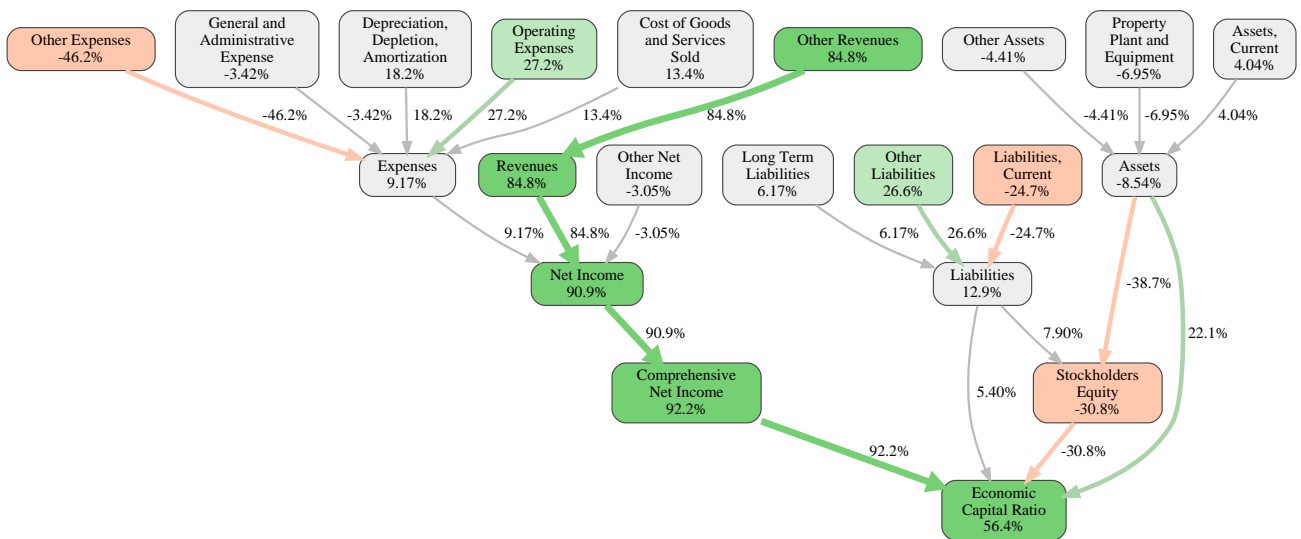 Other Expenses
-46.2%
General and
Administrative
Expense
-3.42%
Depreciation,
Depletion,
Amortization
18.2%
Operating
Expenses
27.2%
Cost of Goods
and Services
Sold
13.4%
Other Revenues
84.8%
Other Assets
-4.41%
Property
Plant and
Equipment
-6.95%
Assets,
Current
4.04%
-46.2%
-3.42%
18.2%
27.2%
13.4%
84.8%
-4.41%
-6.95%
4.04%
Expenses
9.17%
Revenues
84.8%
Other Net
Income
-3.05%
Long Term
Liabilities
6.17%
Other
Liabilities
26.6%
Liabilities,
Current
-24.7%
Assets
-8.54%
9.17%
84.8%
-3.05%
6.17%
26.6%
-24.7%
Net Income
90.9%
Liabilities
12.9%
-38.7%
90.9%
7.90%
22.1%
Comprehensive
Net Income
92.2%
5.40%
Stockholders
Equity
-30.8%
92.2%
-30.8%
Economic
Capital Ratio
56.4%